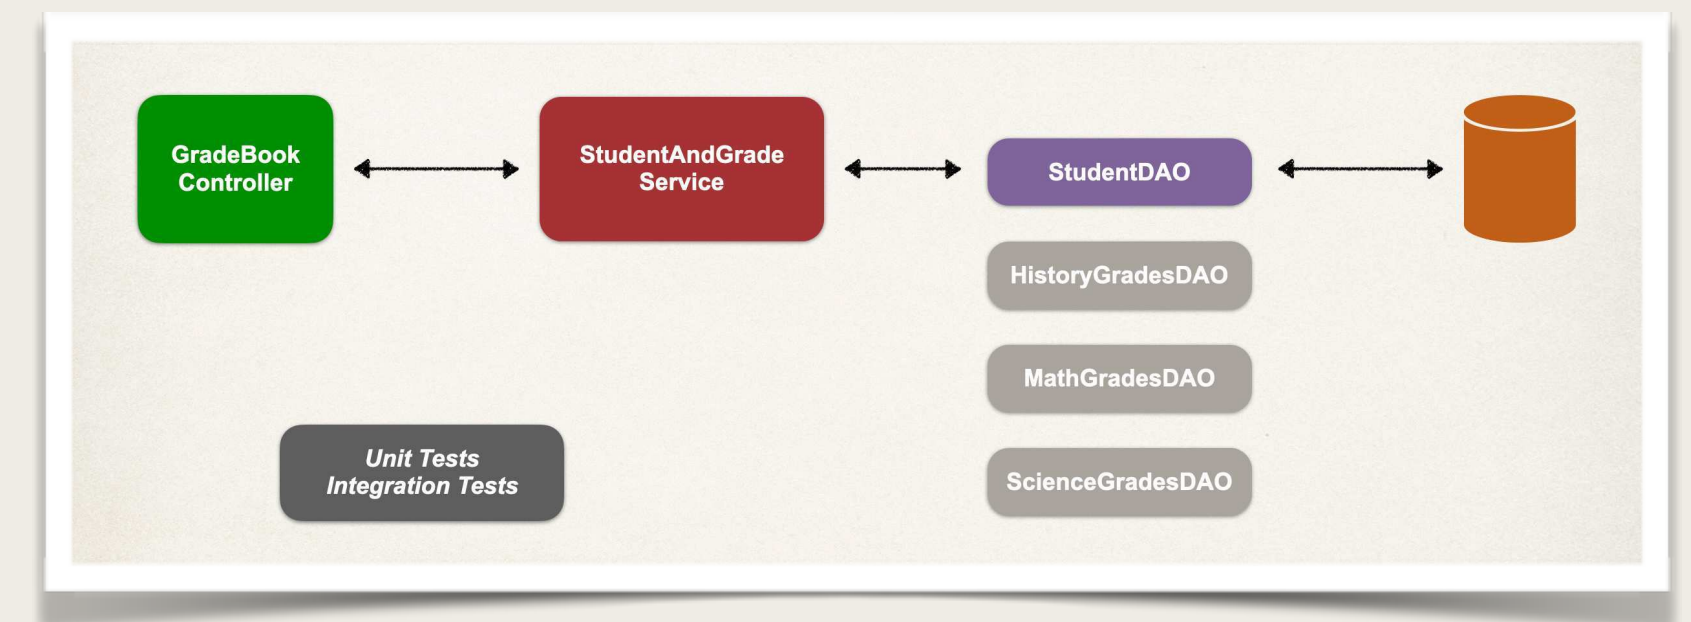 GradeBook
Controller
StudentAndGrade
Service
StudentDAO
HistoryGradesDAO
MathGradesDAO
ScienceGradesDAO
Unit Tests
Integration Tests